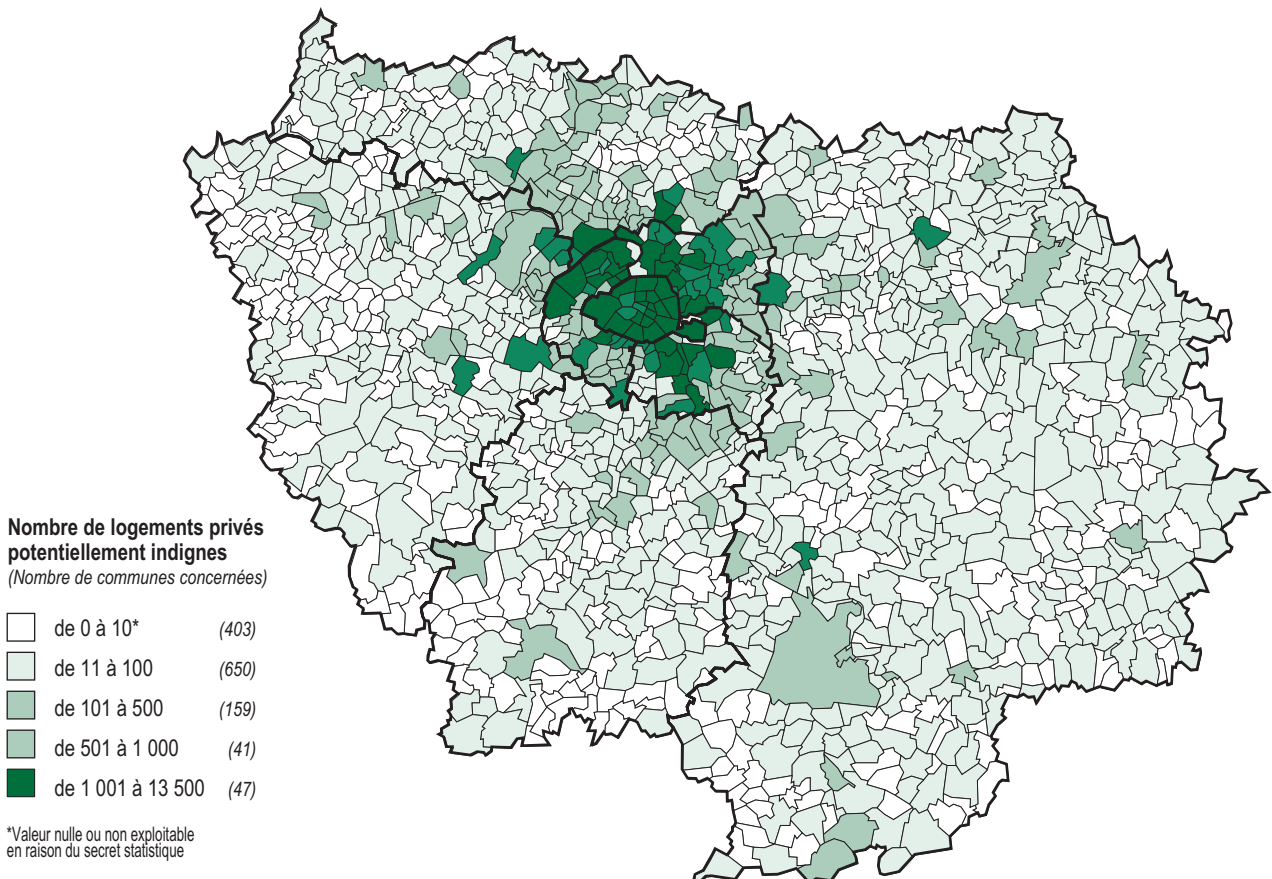 Nombre de logements privés
potentiellement indignes
(Nombre de communes concernées)
de 0 à 10* (403)
de 11 à 100 (650)
de 101 à 500 (159)
de 501 à 1 000 (41)
de 1 001 à 13 500 (47)
*Valeur nulle ou non exploitable
en raison du secret statistique